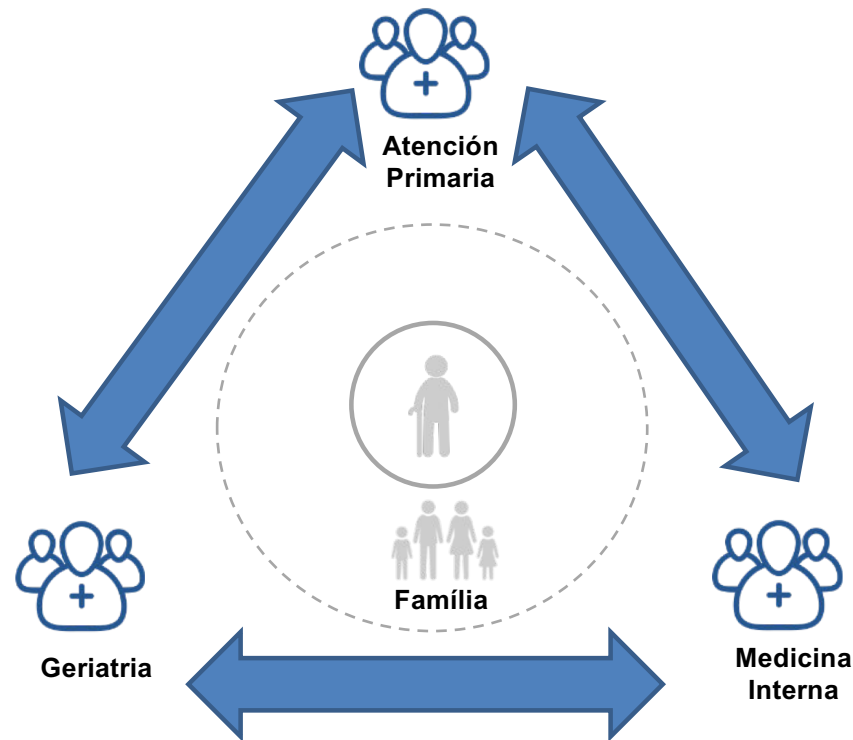 Atención
Primaria
Família
Geriatria
Medicina
Interna